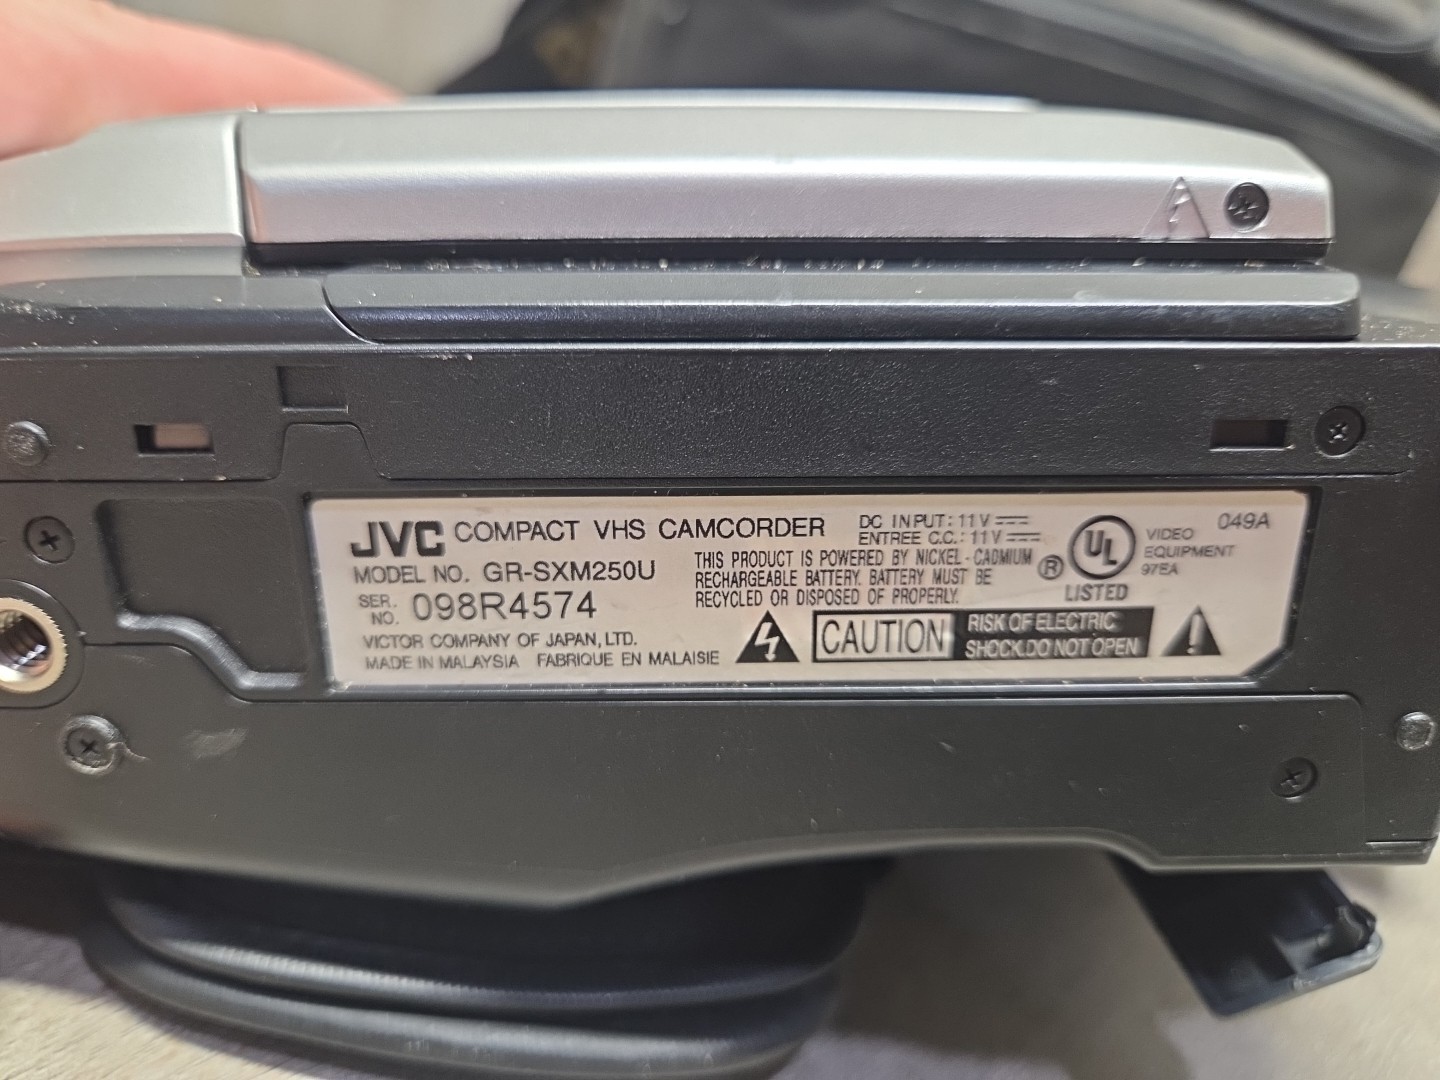 JVC COMPACT VHS CAMCORDER
MODEL NO. GR-SXM250U
SER. NO. 098R4574
VICTOR COMPANY OF JAPAN, LTD.
MADE IN MALAYSIA FABRIQUE EN MALAISIE
DC INPUT: 11V
ENTREE C.C.: 11V
THIS PRODUCT IS POWERED BY NICKEL-CADMIUM
RECHARGEABLE BATTERY. BATTERY MUST BE
RECYCLED OR DISPOSED OF PROPERLY.
CAUTION
RISK OF ELECTRIC
SHOCK.DO NOT OPEN
® UL
LISTED
VIDEO
EQUIPMENT
97EA
049A